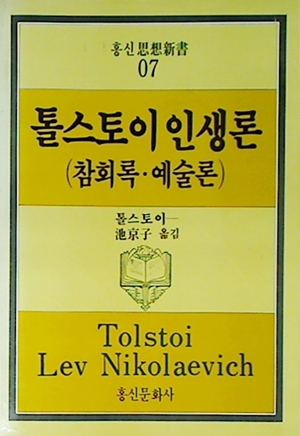 홍신思想新書
07
톨스토이인생론
(참회록·예술론)
톨스토이─
池京子 옮김
Tolstoi
Lev Nikolaevich
홍신문화사